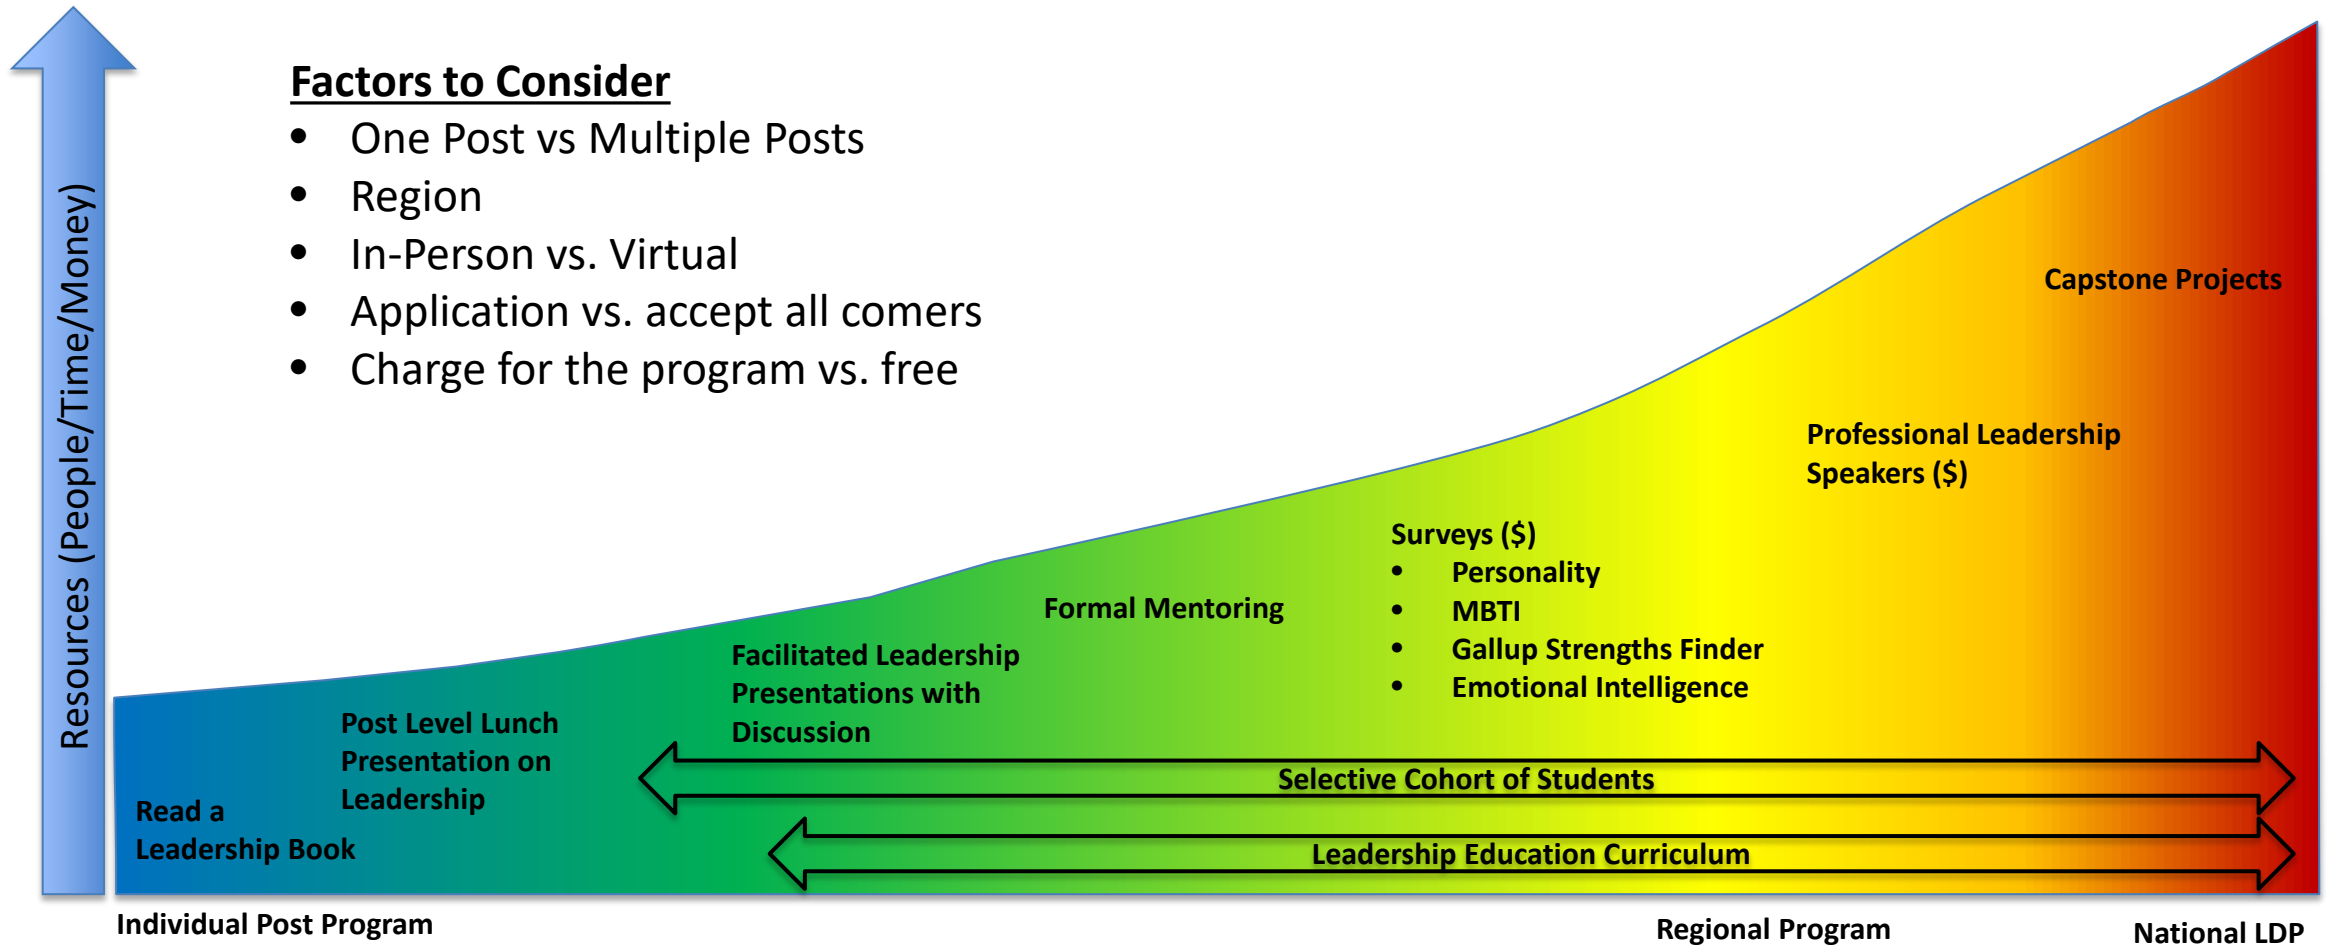 Resources (People/Time/Money)
Factors to Consider
• One Post vs Multiple Posts
• Region
• In-Person vs. Virtual
• Application vs. accept all comers
• Charge for the program vs. free
Read a
Leadership Book
Post Level Lunch
Presentation on
Leadership
Facilitated Leadership
Presentations with
Discussion
Formal Mentoring
Surveys ($)
• Personality
• MBTI
• Gallup Strengths Finder
• Emotional Intelligence
Professional Leadership
Speakers ($)
Capstone Projects
Selective Cohort of Students
Leadership Education Curriculum
Individual Post Program
Regional Program
National LDP